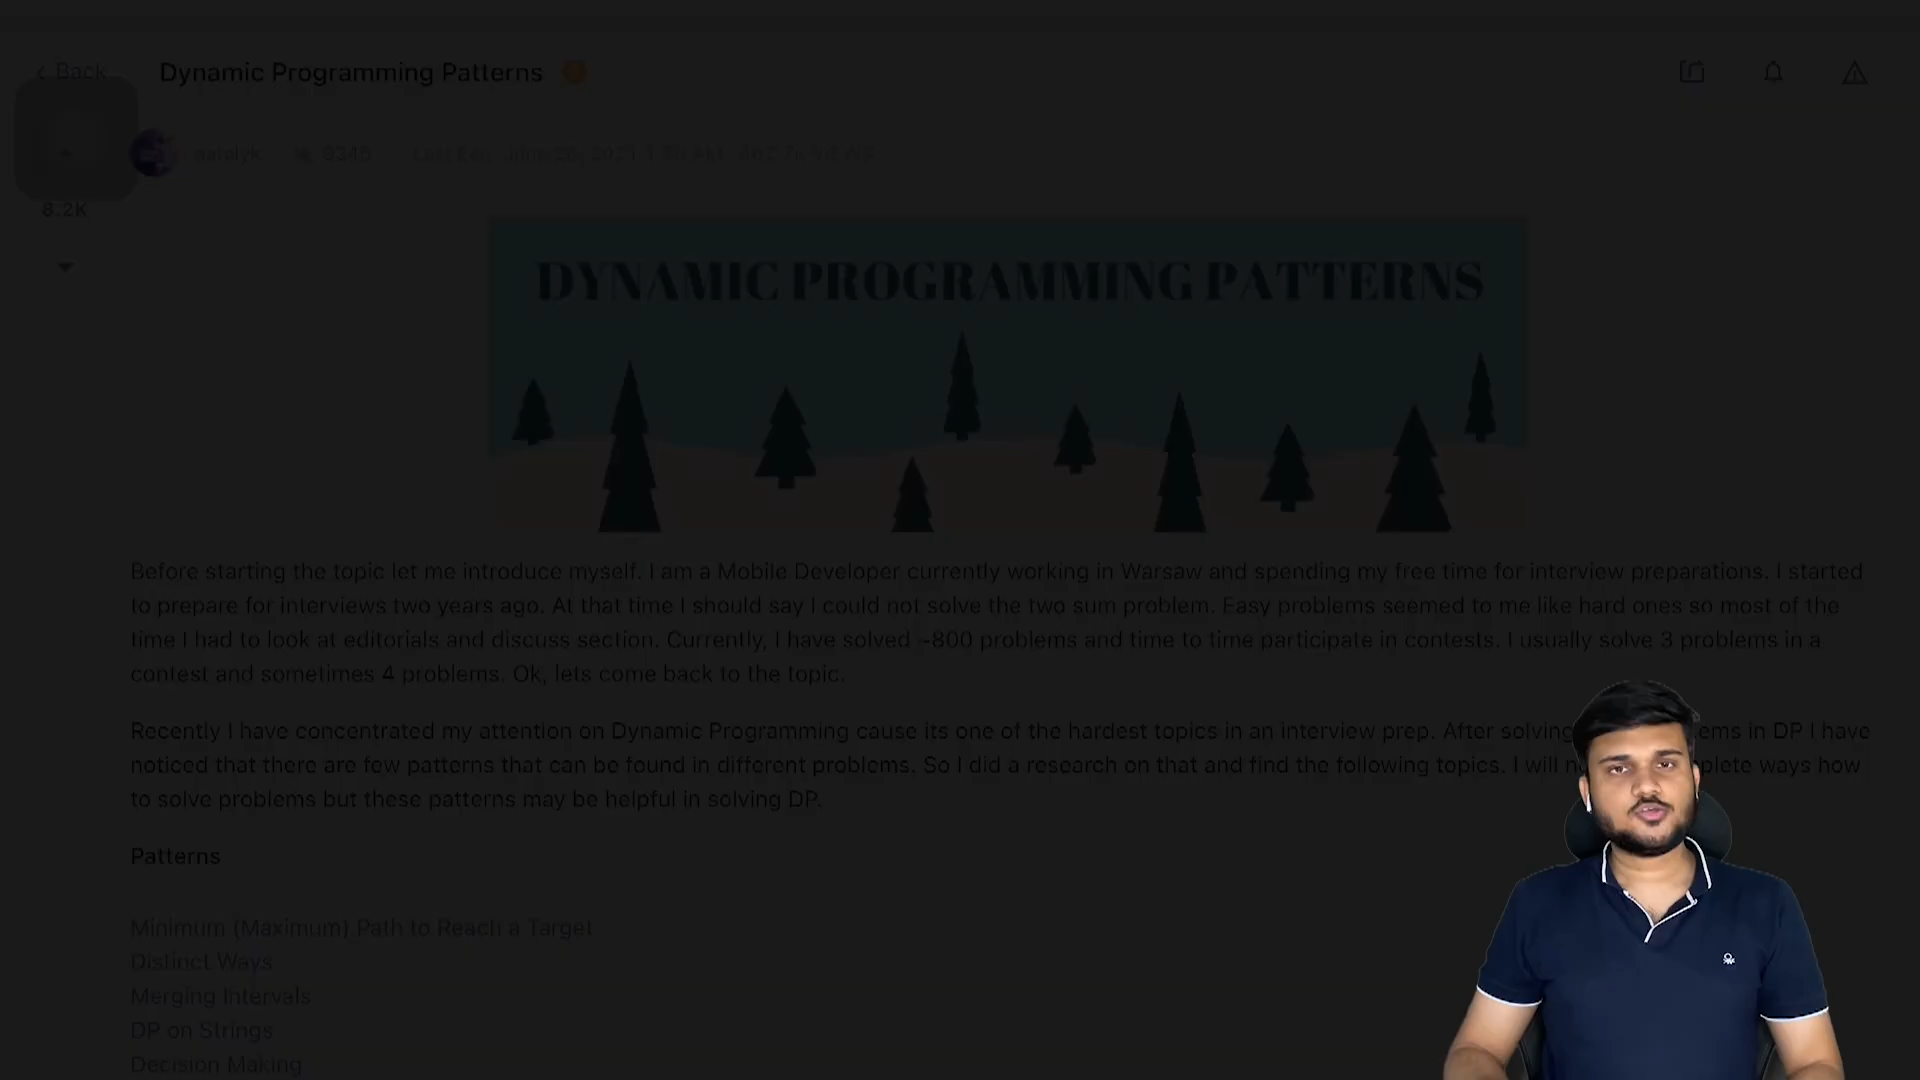 Back
Dynamic Programming Patterns
9345
8.2K
DYNAMIC PROGRAMMING PATTERNS
Before starting the topic let me introduce myself. I am a Mobile Developer currently working in Warsaw and spending my free time for interview preparations. I started
to prepare for interviews two years ago. At that time I should say I could not solve the two sum problem. Easy problems seemed to me like hard ones so most of the
time I had to look at editorials and discuss section. Currently, I have solved ~800 problems and time to time participate in contests. I usually solve 3 problems in a
contest and sometimes 4 problems. Ok, lets come back to the topic.
Recently I have concentrated my attention on Dynamic Programming cause its one of the hardest topics in an interview prep. After solving ems in DP I have
noticed that there are few patterns that can be found in different problems. So I did a research on that and find the following topics. I will plete ways how
to solve problems but these patterns may be helpful in solving DP.
Patterns
Minimum (Maximum) Path to Reach a Target
Distinct Ways
Merging Intervals
DP on Strings
Decision Making